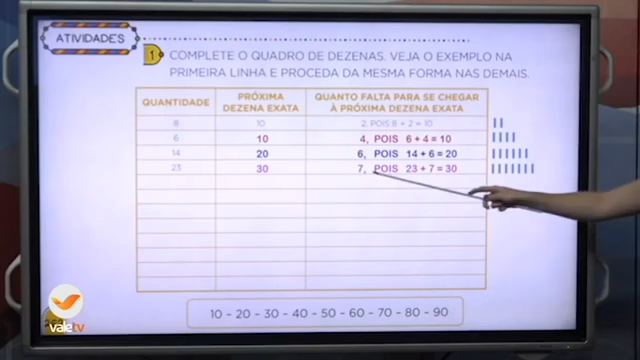 ATIVIDADES
1 COMPLETE O QUADRO DE DEZENAS. VEJA O EXEMPLO NA
PRIMEIRA LINHA E PROCEDA DA MESMA FORMA NAS DEMAIS.
QUANTIDADE PRÓXIMA DEZENA EXATA QUANTO FALTA PARA SE CHEGAR À PRÓXIMA DEZENA EXATA
8 10 2, POIS 8 + 2 = 10
6 10 4, POIS 6 + 4 = 10
14 20 6, POIS 14 + 6 = 20
23 30 7, POIS 23 + 7 = 30
10 – 20 – 30 – 40 – 50 – 60 – 70 – 80 – 90
valetv